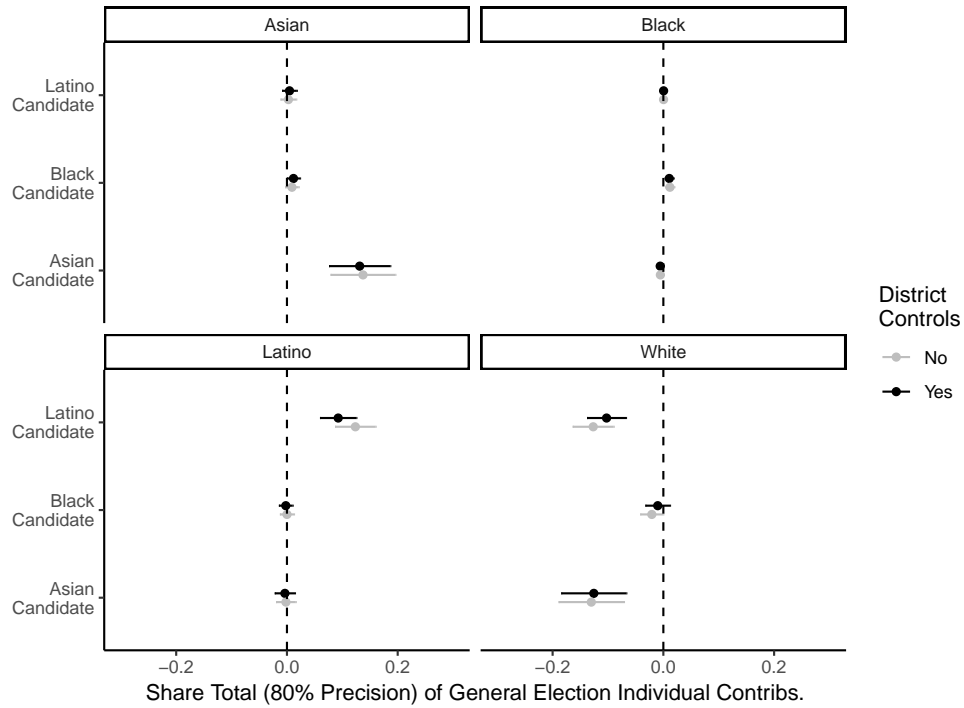 Asian
Black
Latino
Candidate
Black
Candidate
Asian
Candidate
Latino
White
Latino
Candidate
Black
Candidate
Asian
Candidate
−0.2 0.0 0.2
−0.2 0.0 0.2
Share Total (80% Precision) of General Election Individual Contribs.
District
Controls
No
Yes